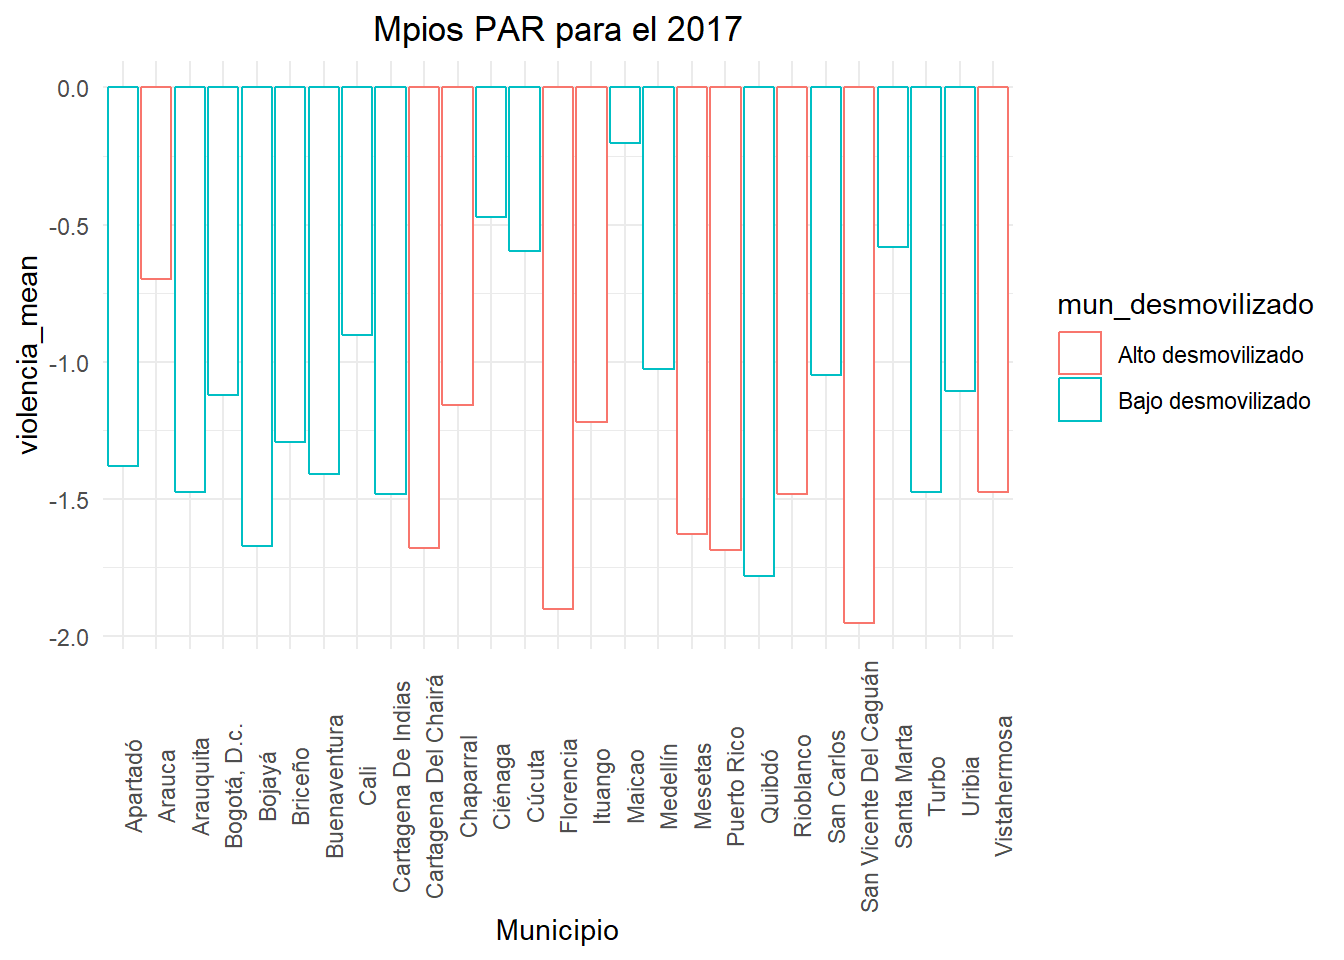 Mpios PAR para el 2017
violencia_mean
0.0
-0.5
-1.0
-1.5
-2.0
Apartadó
Arauca
Arauquita
Bogotá, D.c.
Bojayá
Briceño
Buenaventura
Cali
Cartagena De Indias
Cartagena Del Chairá
Chaparral
Ciénaga
Cúcuta
Florencia
Ituango
Maicao
Medellín
Mesetas
Puerto Rico
Quibdó
Rioblanco
San Carlos
San Vicente Del Caguán
Santa Marta
Turbo
Uribia
Vistahermosa
Municipio
mun_desmovilizado
Alto desmovilizado
Bajo desmovilizado